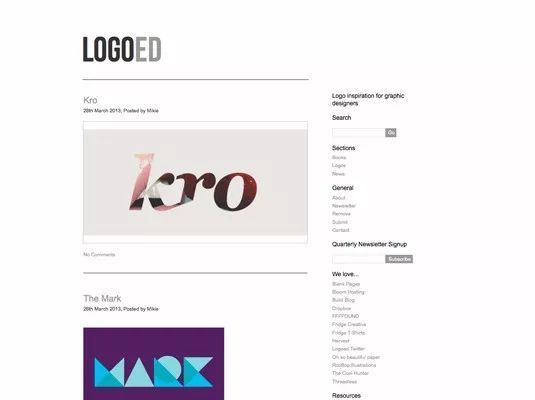 LOGOED
Kro
28th March 2013, Posted by Mikie
kro
No Comments
The Mark
28th March 2013, Posted by Mikie
MARK
Logo inspiration for graphic
designers
Search
Go
Sections
Books
Logos
News
General
About
Newsletter
Remove
Submit
Contact
Quarterly Newsletter Signup
Subscribe
We love...
Blank Pages
Bloom Hosting
Build Blog
Dropbox
FFFFOUND
Fridge Creative
Fridge T-Shirts
Harvest
Logoed Twitter
Oh so beautiful paper
Rooftop Illustrations
The Cool Hunter
Threadless
Resources